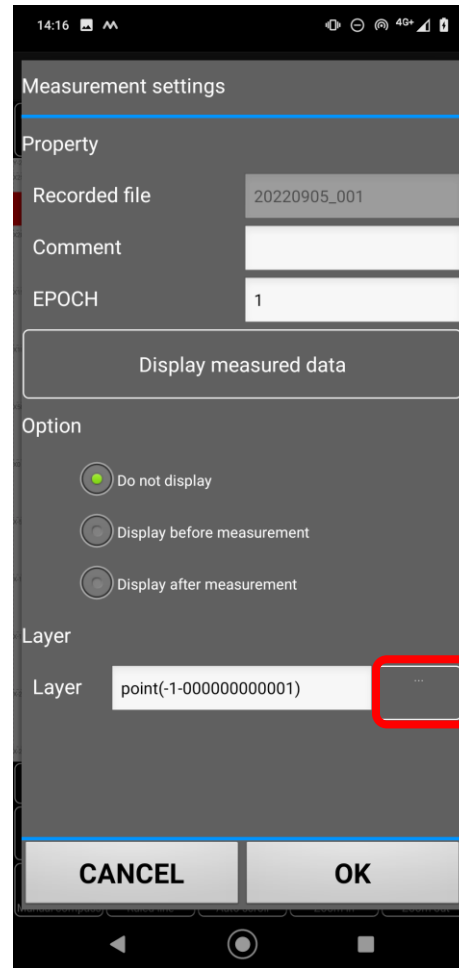 14:16
4G+
Measurement settings
Property
Recorded file 20220905_001
Comment
EPOCH 1
Display measured data
Option
Do not display
Display before measurement
Display after measurement
Layer
Layer point(-1-000000000001) ...
CANCEL OK